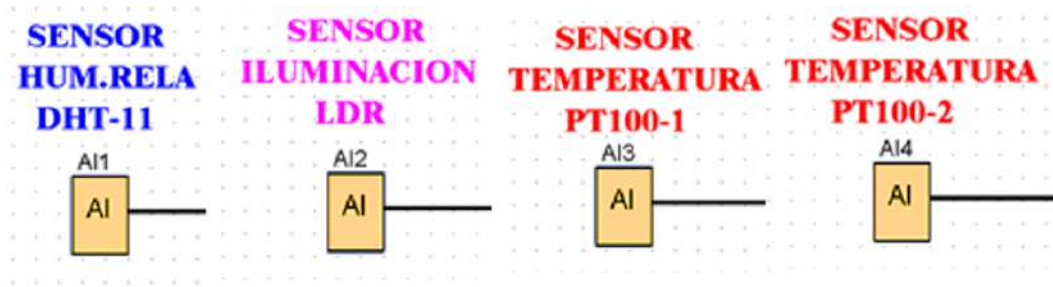 SENSOR
HUM.RELA
DHT-11
AI1
AI
SENSOR
ILUMINACION
LDR
AI2
AI
SENSOR
TEMPERATURA
PT100-1
AI3
AI
SENSOR
TEMPERATURA
PT100-2
AI4
AI